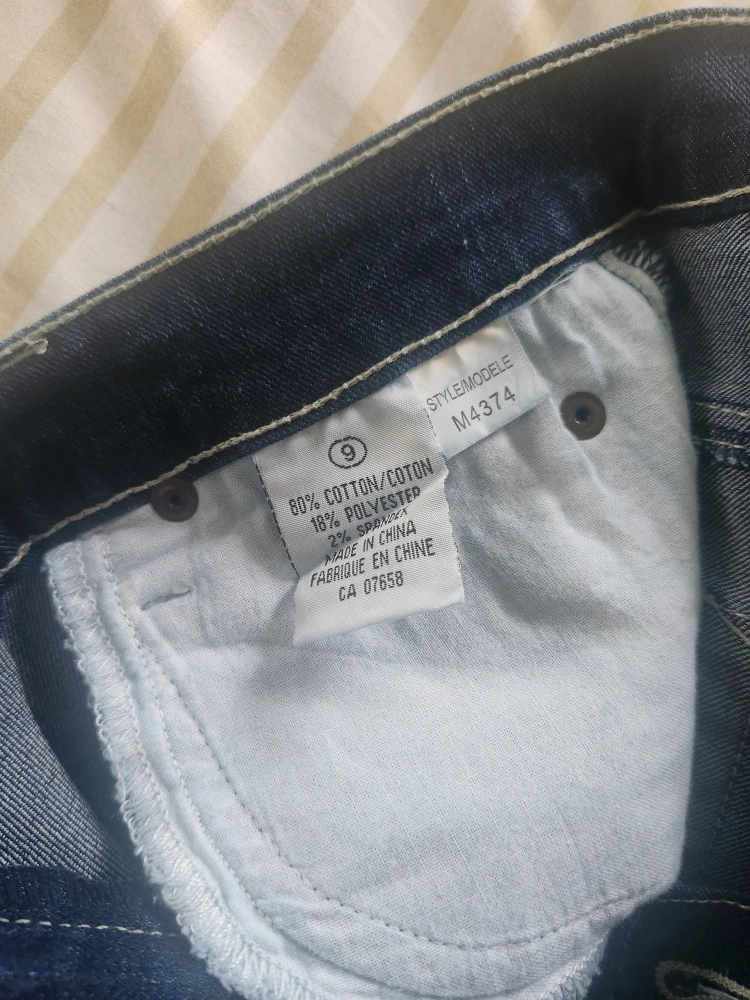 STYLE/MODELE
M4374
9
80% COTTON/COTON
18% POLYESTER
2% SPANDEX
MADE IN CHINA
FABRIQUE EN CHINE
CA 07658